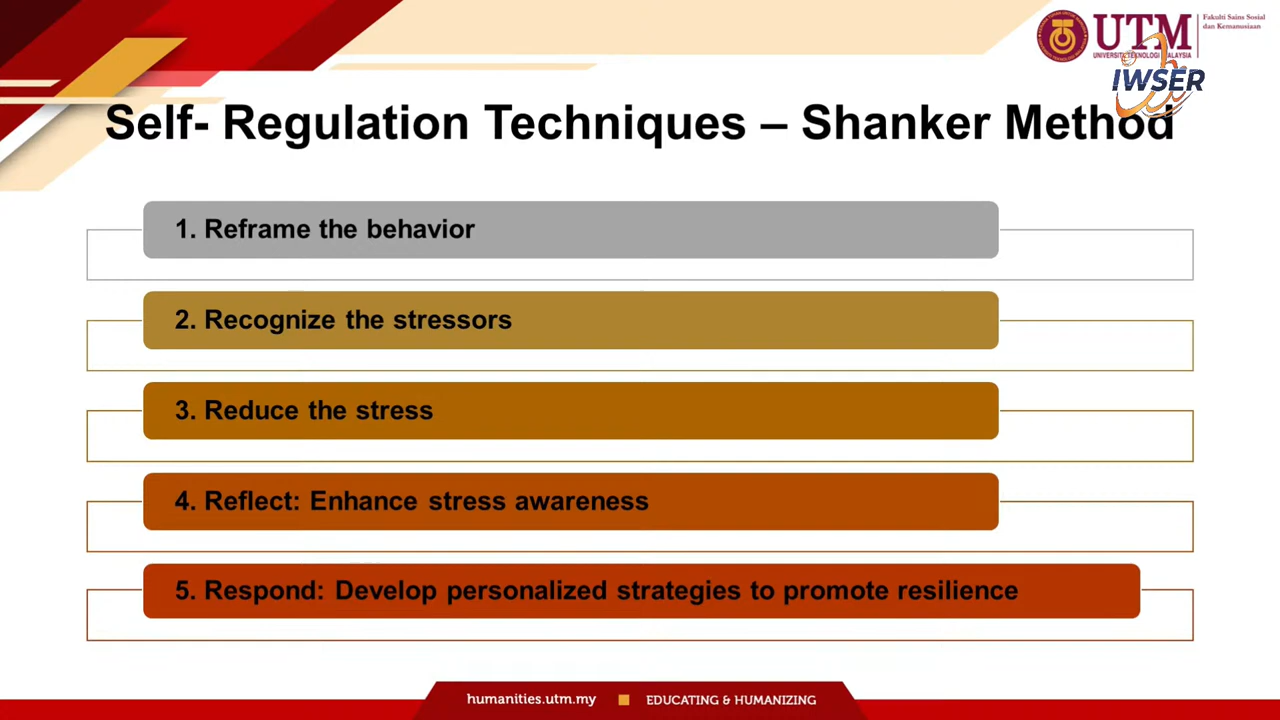 UTM
UNIVERSITI TEKNOLOGI MALAYSIA
Fakulti Sains Sosial
dan Kemanusiaan
IWSER
Self- Regulation Techniques – Shanker Method
1. Reframe the behavior
2. Recognize the stressors
3. Reduce the stress
4. Reflect: Enhance stress awareness
5. Respond: Develop personalized strategies to promote resilience
humanities.utm.my
EDUCATING & HUMANIZING